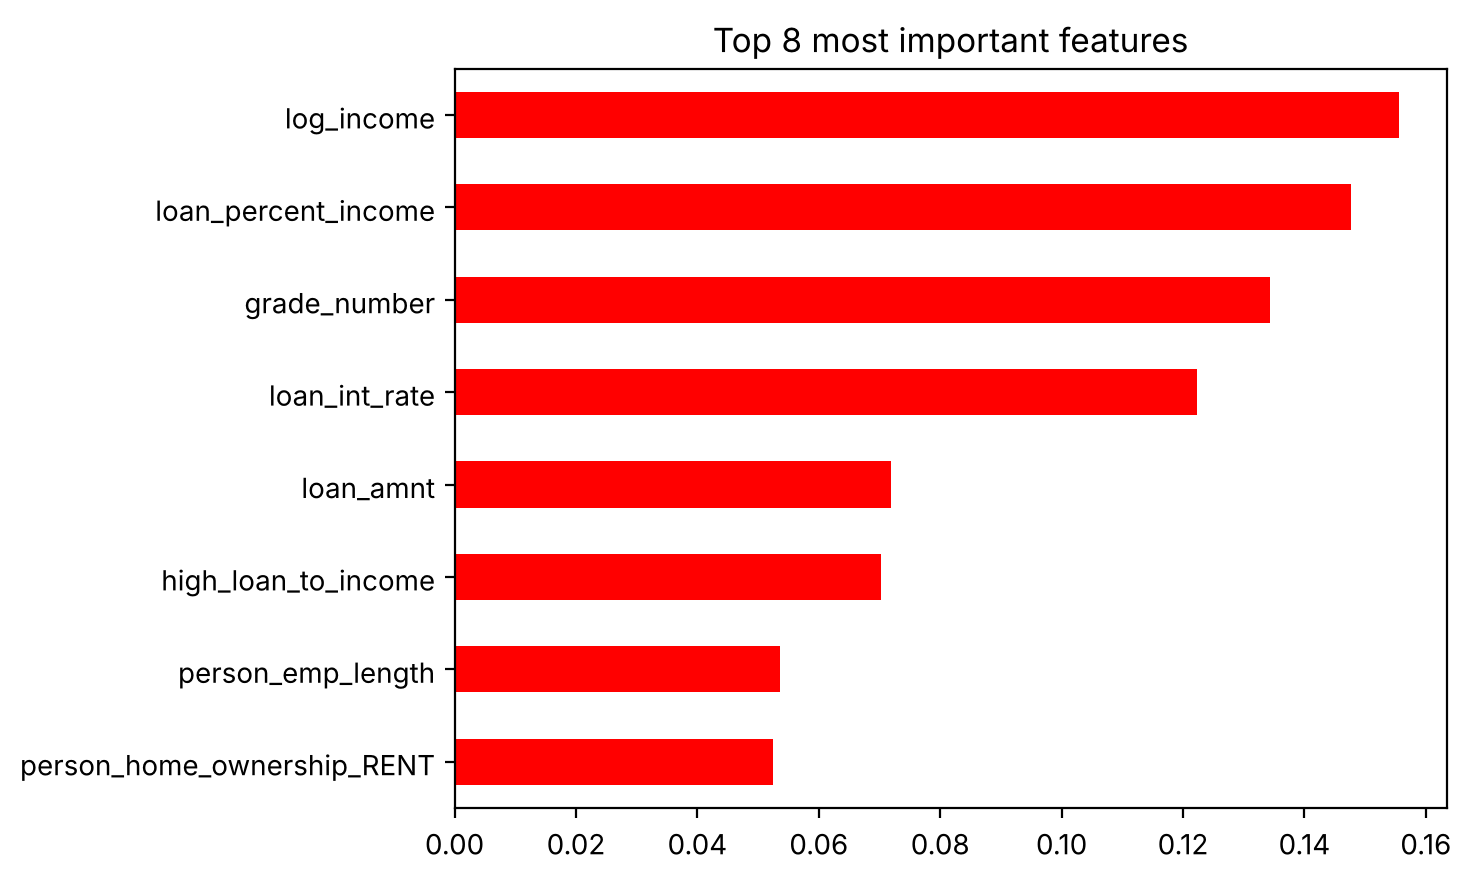 Top 8 most important features
log_income
loan_percent_income
grade_number
loan_int_rate
loan_amnt
high_loan_to_income
person_emp_length
person_home_ownership_RENT
0.00 0.02 0.04 0.06 0.08 0.10 0.12 0.14 0.16